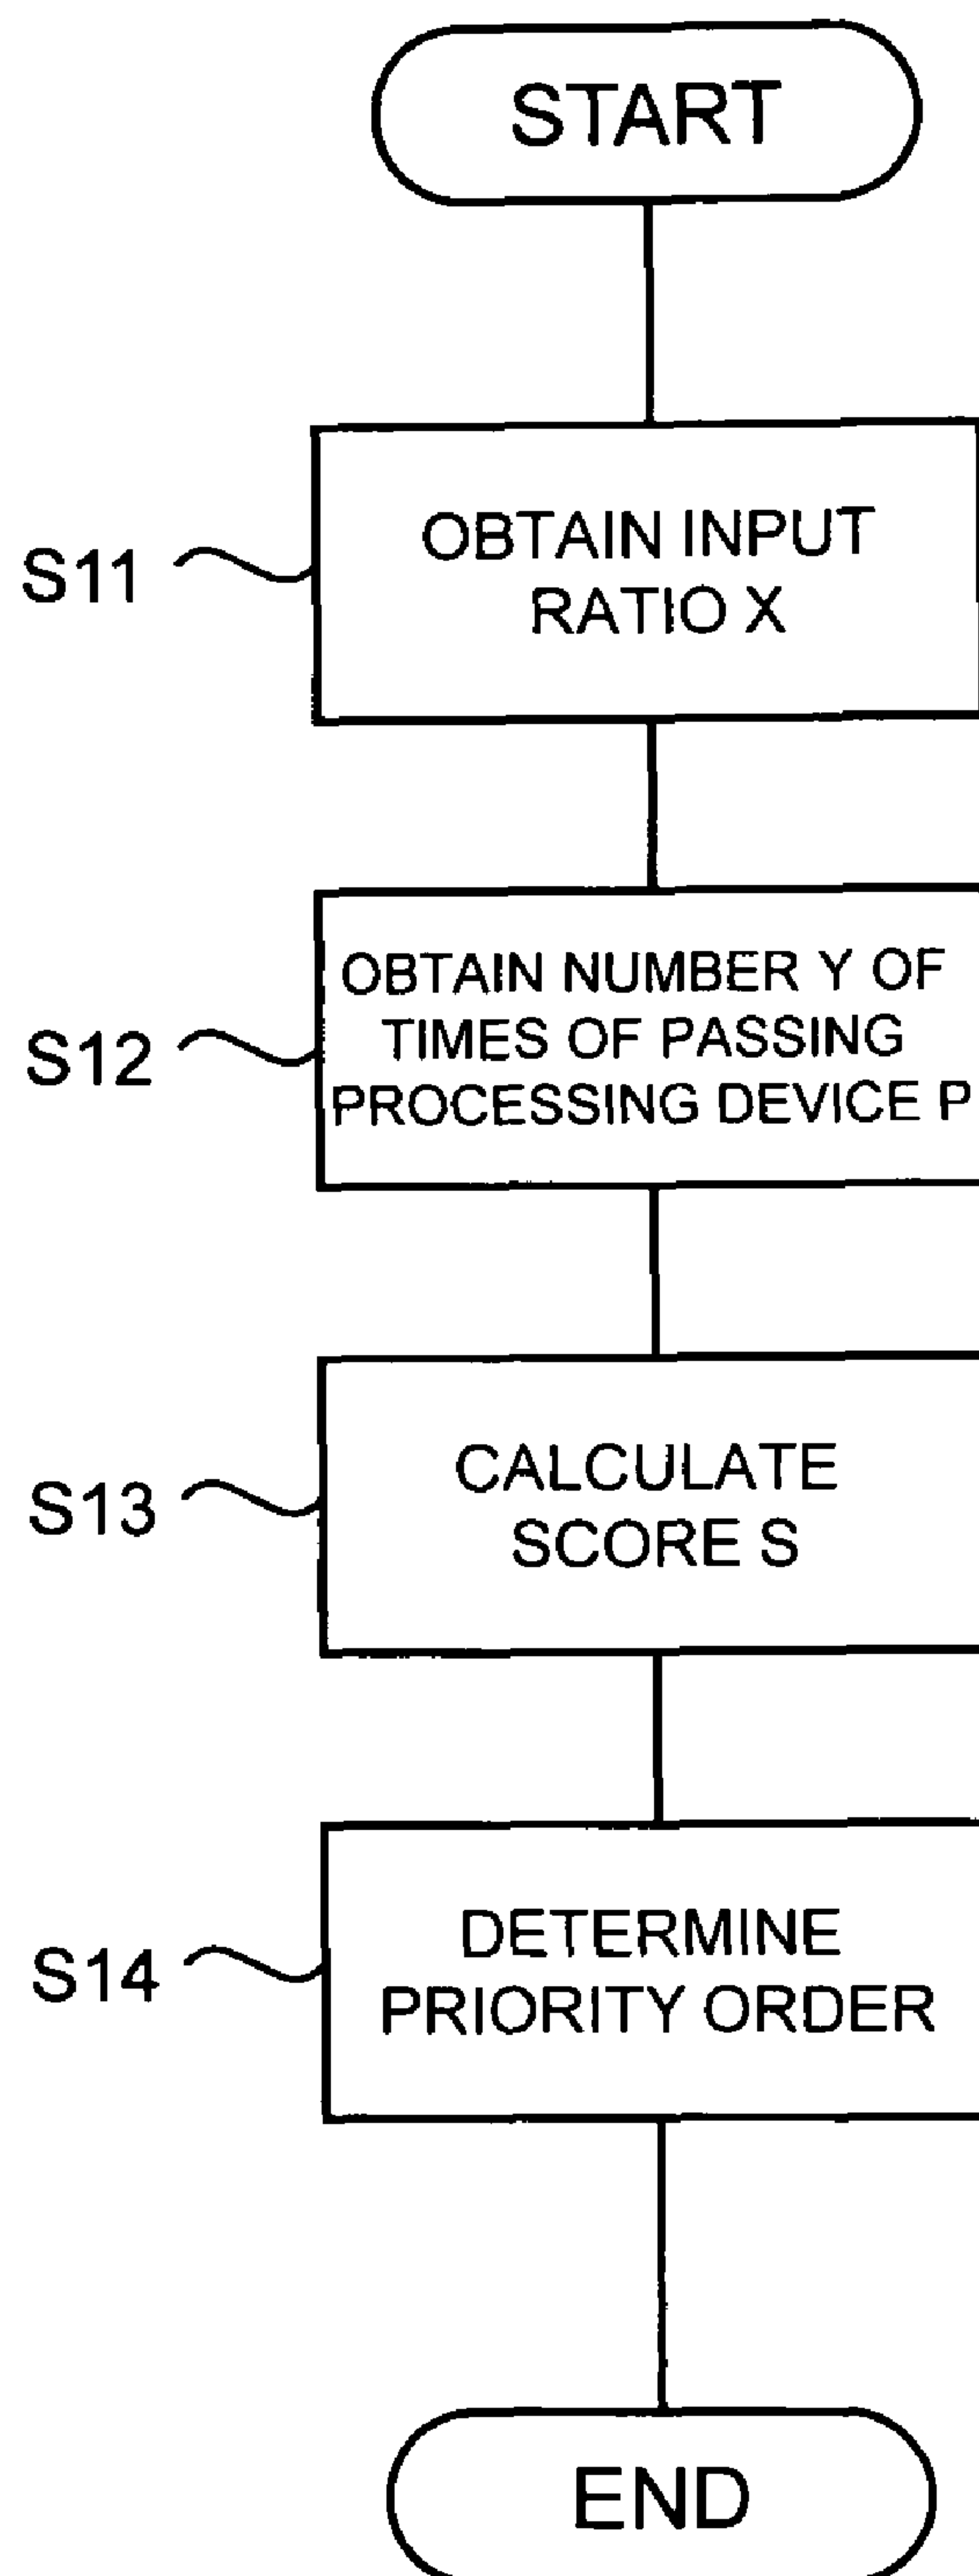 START
S11
OBTAIN INPUT
RATIO X
S12
OBTAIN NUMBER Y OF
TIMES OF PASSING
PROCESSING DEVICE P
S13
CALCULATE
SCORE S
S14
DETERMINE
PRIORITY ORDER
END